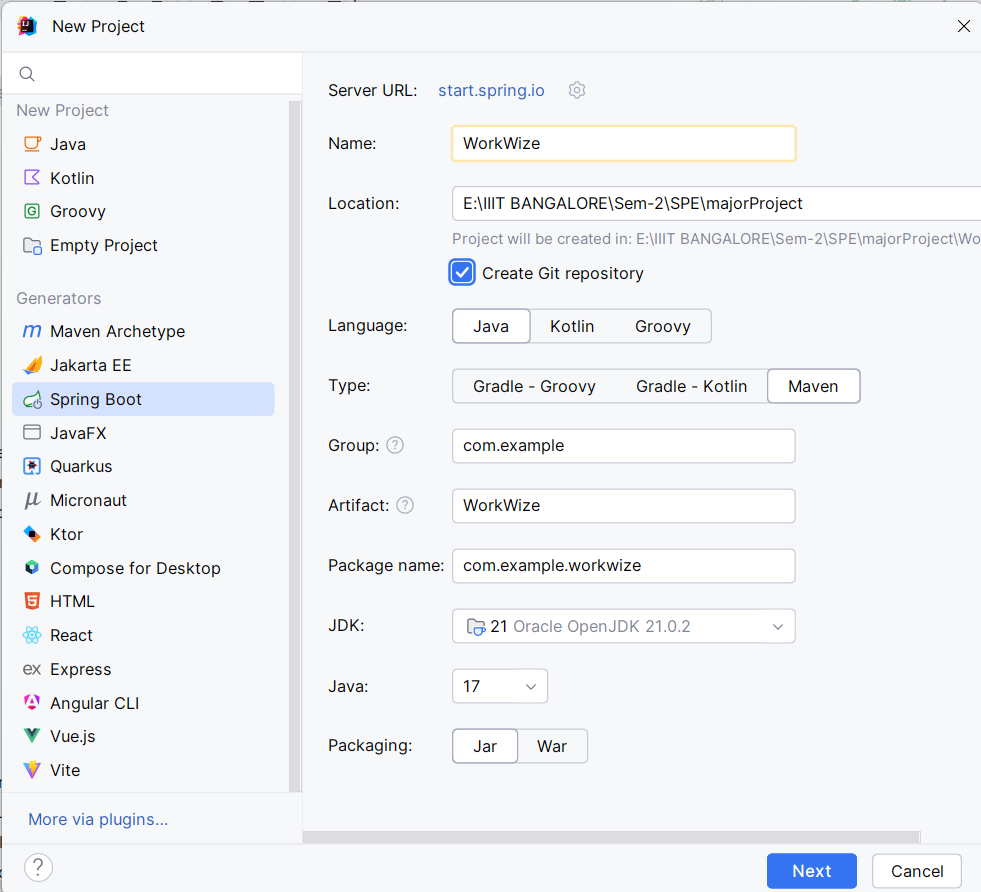 New Project
New Project
Java
Kotlin
Groovy
Empty Project
Generators
Maven Archetype
Jakarta EE
Spring Boot
JavaFX
Quarkus
Micronaut
Ktor
Compose for Desktop
HTML
React
Express
Angular CLI
Vue.js
Vite
More via plugins...
Server URL: start.spring.io
Name: WorkWize
Location: E:\IIIT BANGALORE\Sem-2\SPE\majorProject
Project will be created in: E:\IIIT BANGALORE\Sem-2\SPE\majorProject\Wo
Create Git repository
Language: Java Kotlin Groovy
Type: Gradle - Groovy Gradle - Kotlin Maven
Group: ? com.example
Artifact: ? WorkWize
Package name: com.example.workwize
JDK: 21 Oracle OpenJDK 21.0.2
Java: 17
Packaging: Jar War
? Next Cancel